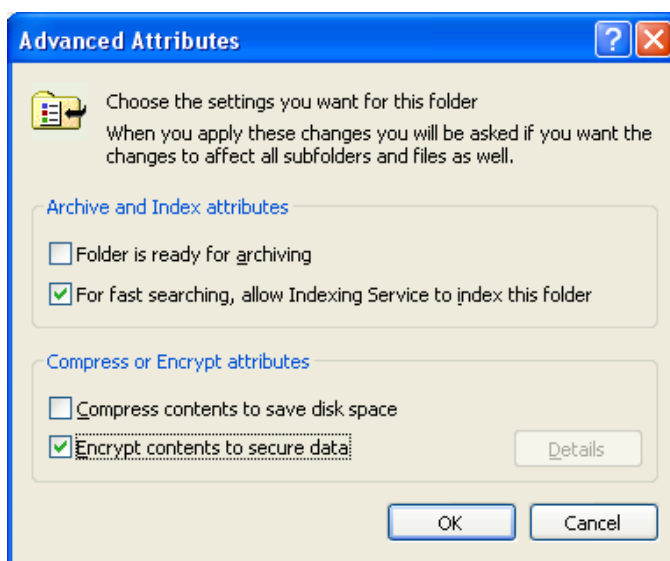 Advanced Attributes
Choose the settings you want for this folder
When you apply these changes you will be asked if you want the
changes to affect all subfolders and files as well.
Archive and Index attributes
Folder is ready for archiving
For fast searching, allow Indexing Service to index this folder
Compress or Encrypt attributes
Compress contents to save disk space
Encrypt contents to secure data
Details
OK
Cancel